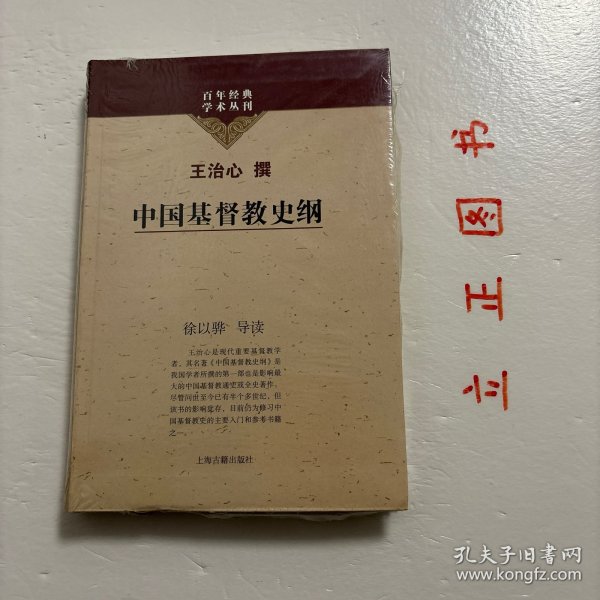 百年经典
学术丛刊
王治心 撰
中国基督教史纲
徐以骅 导读
王治心是现代重要基督教学
者，其名著《中国基督教史纲》是
我国学者所撰的第一部也是影响最
大的中国基督教通史或全史著作。
尽管问世至今已有半个多世纪，但
该书的影响犹存，目前仍为修习中
国基督教史的主要入门和参考书籍
之一。
上海古籍出版社
立正图书
孔夫子旧书网
www.kongfz.com